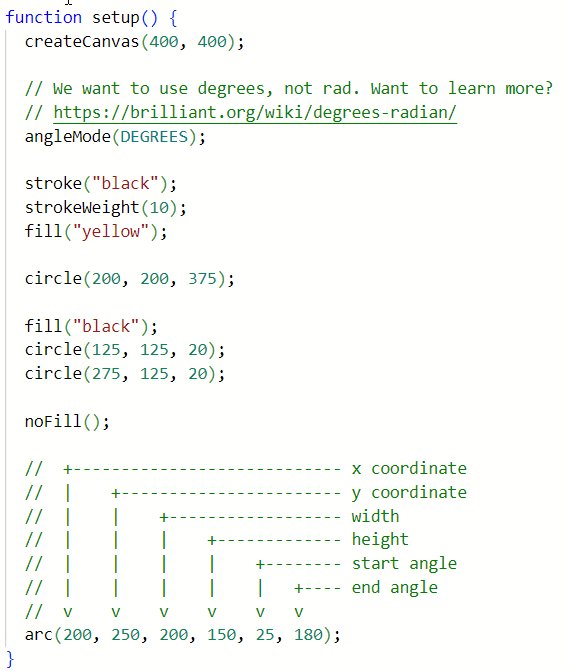 function setup() {
  createCanvas(400, 400);

  // We want to use degrees, not rad. Want to learn more?
  // https://brilliant.org/wiki/degrees-radian/
  angleMode(DEGREES);

  stroke("black");
  strokeWeight(10);
  fill("yellow");

  circle(200, 200, 375);

  fill("black");
  circle(125, 125, 20);
  circle(275, 125, 20);

  noFill();

  //  +---------------------------- x coordinate
  //  |    +----------------------- y coordinate
  //  |    |    +------------------ width
  //  |    |    |    +------------- height
  //  |    |    |    |    +-------- start angle
  //  |    |    |    |    |   +---- end angle
  //  v    v    v    v    v   v
  arc(200, 250, 200, 150, 25, 180);
}